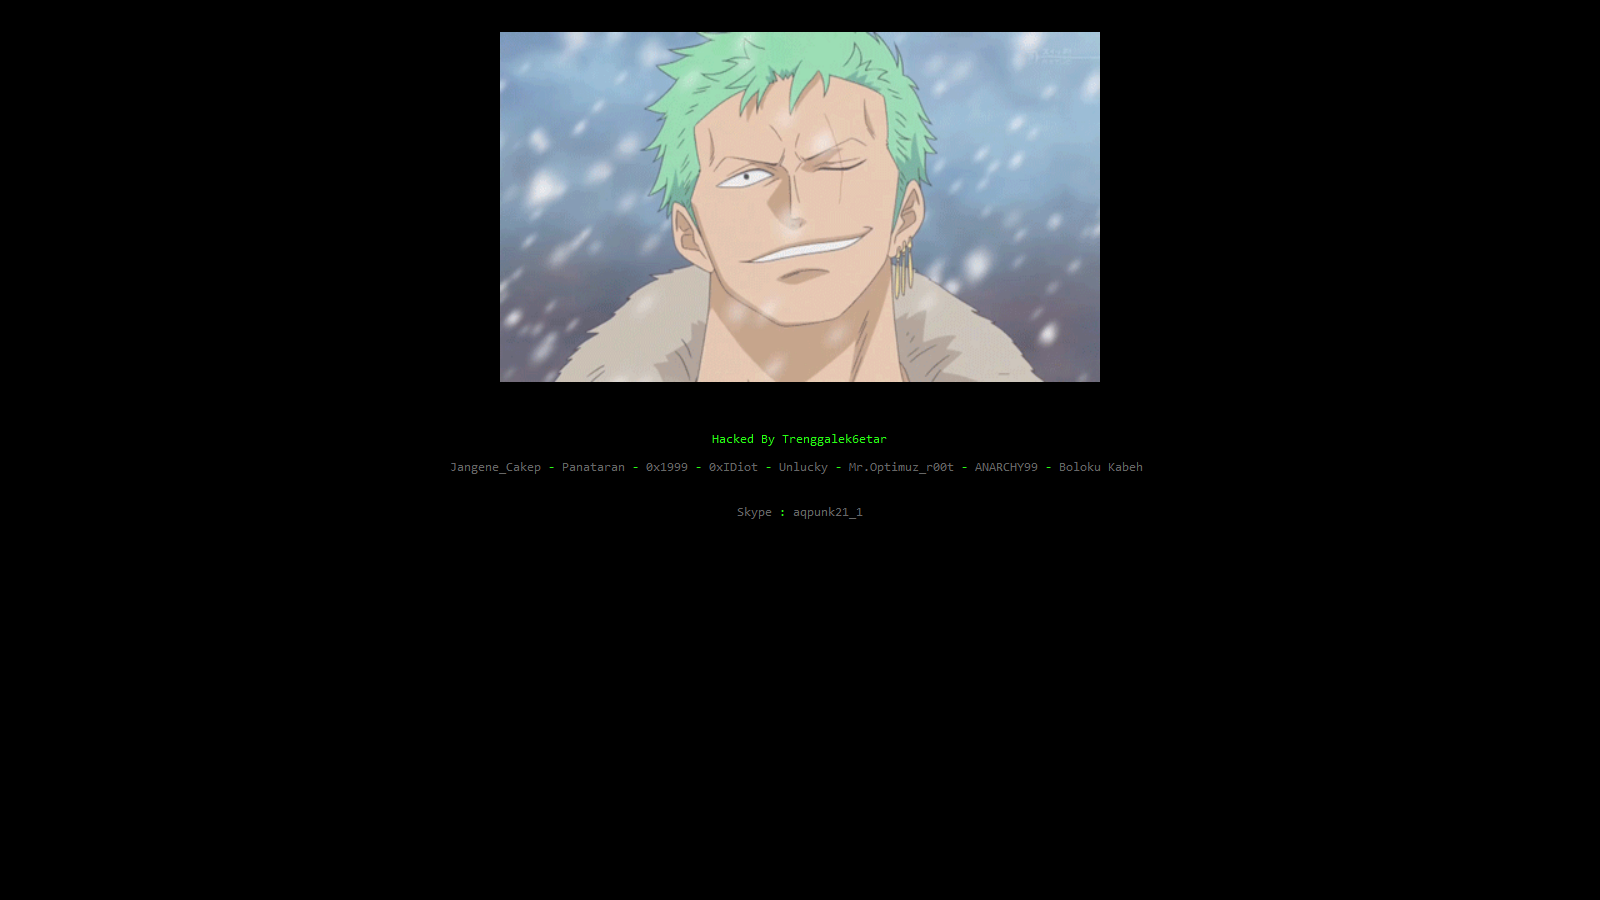 Hacked By Trenggalek6etar
Jangene_Cakep - Panataran - 0x1999 - 0xIDiot - Unlucky - Mr.Optimuz_r00t - ANARCHY99 - Boloku Kabeh
Skype : aqpunk21_1